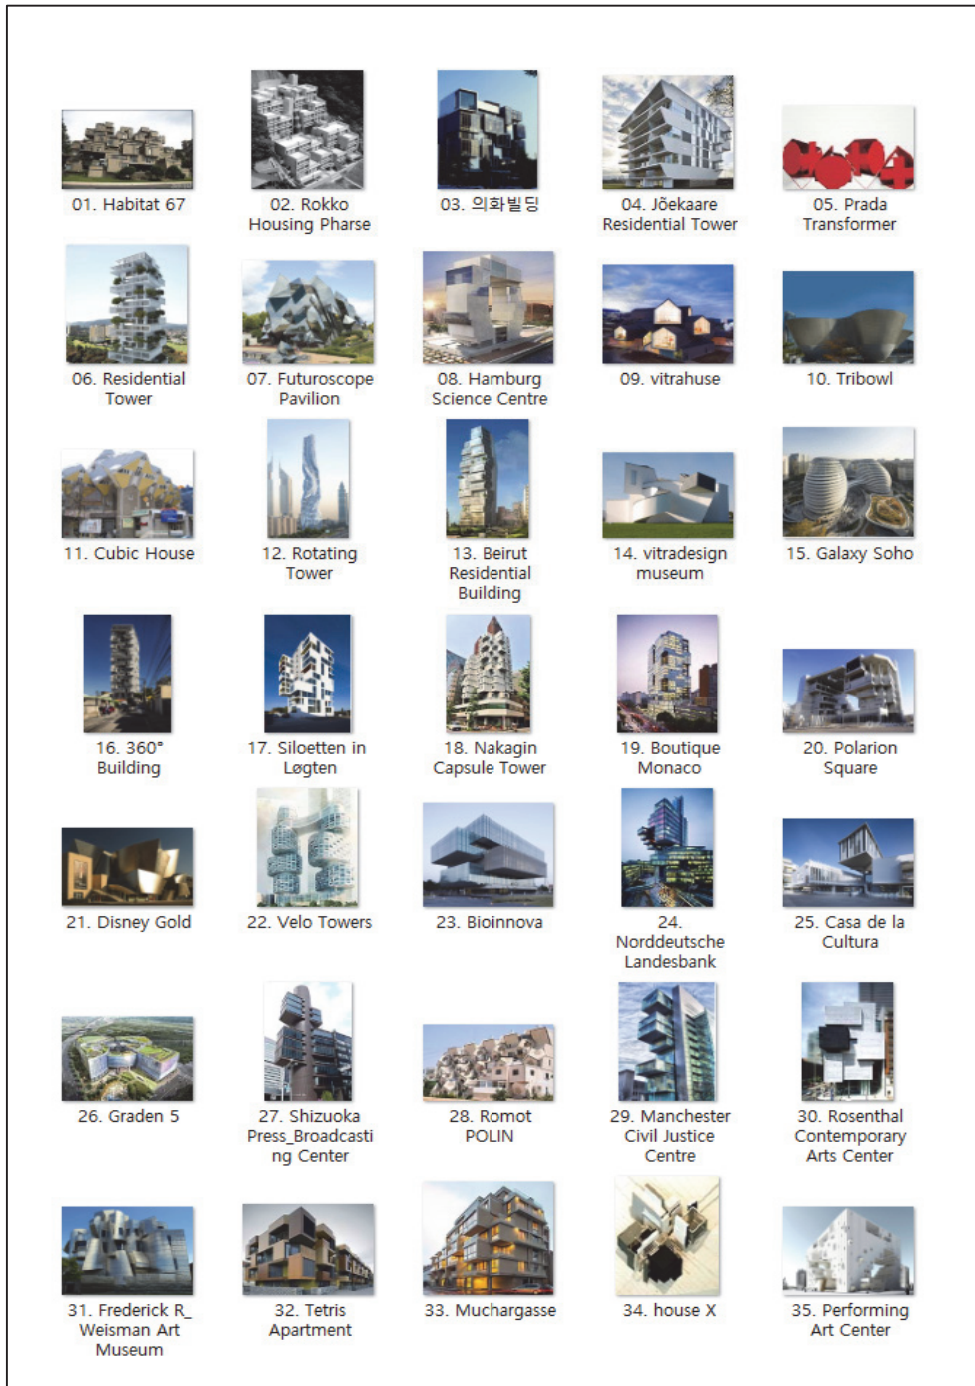 01. Habitat 67
02. Rokko
Housing Pharse
03. 의화빌딩
04. Jõekaare
Residential Tower
05. Prada
Transformer
06. Residential
Tower
07. Futuroscope
Pavilion
08. Hamburg
Science Centre
09. vitrahuse
10. Tribowl
11. Cubic House
12. Rotating
Tower
13. Beirut
Residential
Building
14. vitradesign
museum
15. Galaxy Soho
16. 360°
Building
17. Siloetten in
Løgten
18. Nakagin
Capsule Tower
19. Boutique
Monaco
20. Polarion
Square
21. Disney Gold
22. Velo Towers
23. Bioinnova
24.
Norddeutsche
Landesbank
25. Casa de la
Cultura
26. Graden 5
27. Shizuoka
Press_Broadcasti
ng Center
28. Romot
POLIN
29. Manchester
Civil Justice
Centre
30. Rosenthal
Contemporary
Arts Center
31. Frederick R_
Weisman Art
Museum
32. Tetris
Apartment
33. Muchargasse
34. house X
35. Performing
Art Center